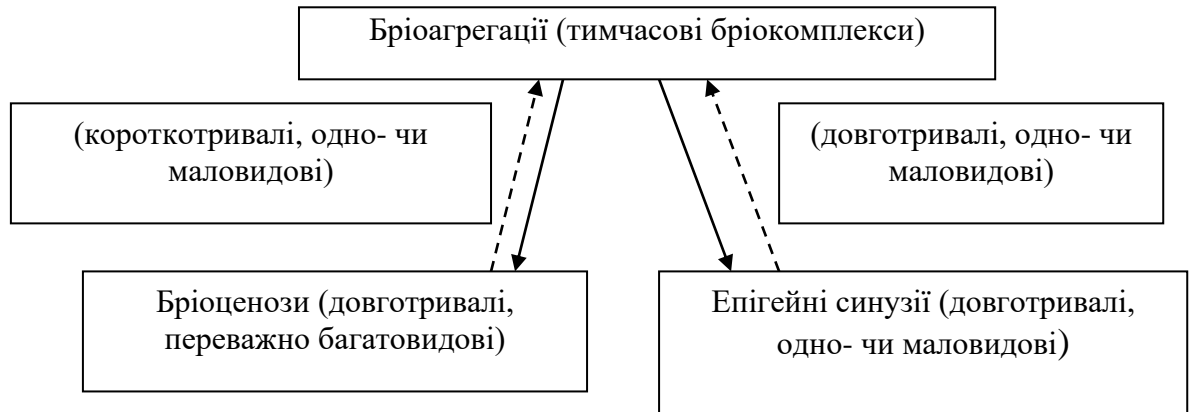 Бріоагрегації (тимчасові бріокомплекси)
(короткотривалі, одно- чи
маловидові)
(довготривалі, одно- чи
маловидові)
Бріоценози (довготривалі,
переважно багатовидові)
Епігейні синузії (довготривалі,
одно- чи маловидові)